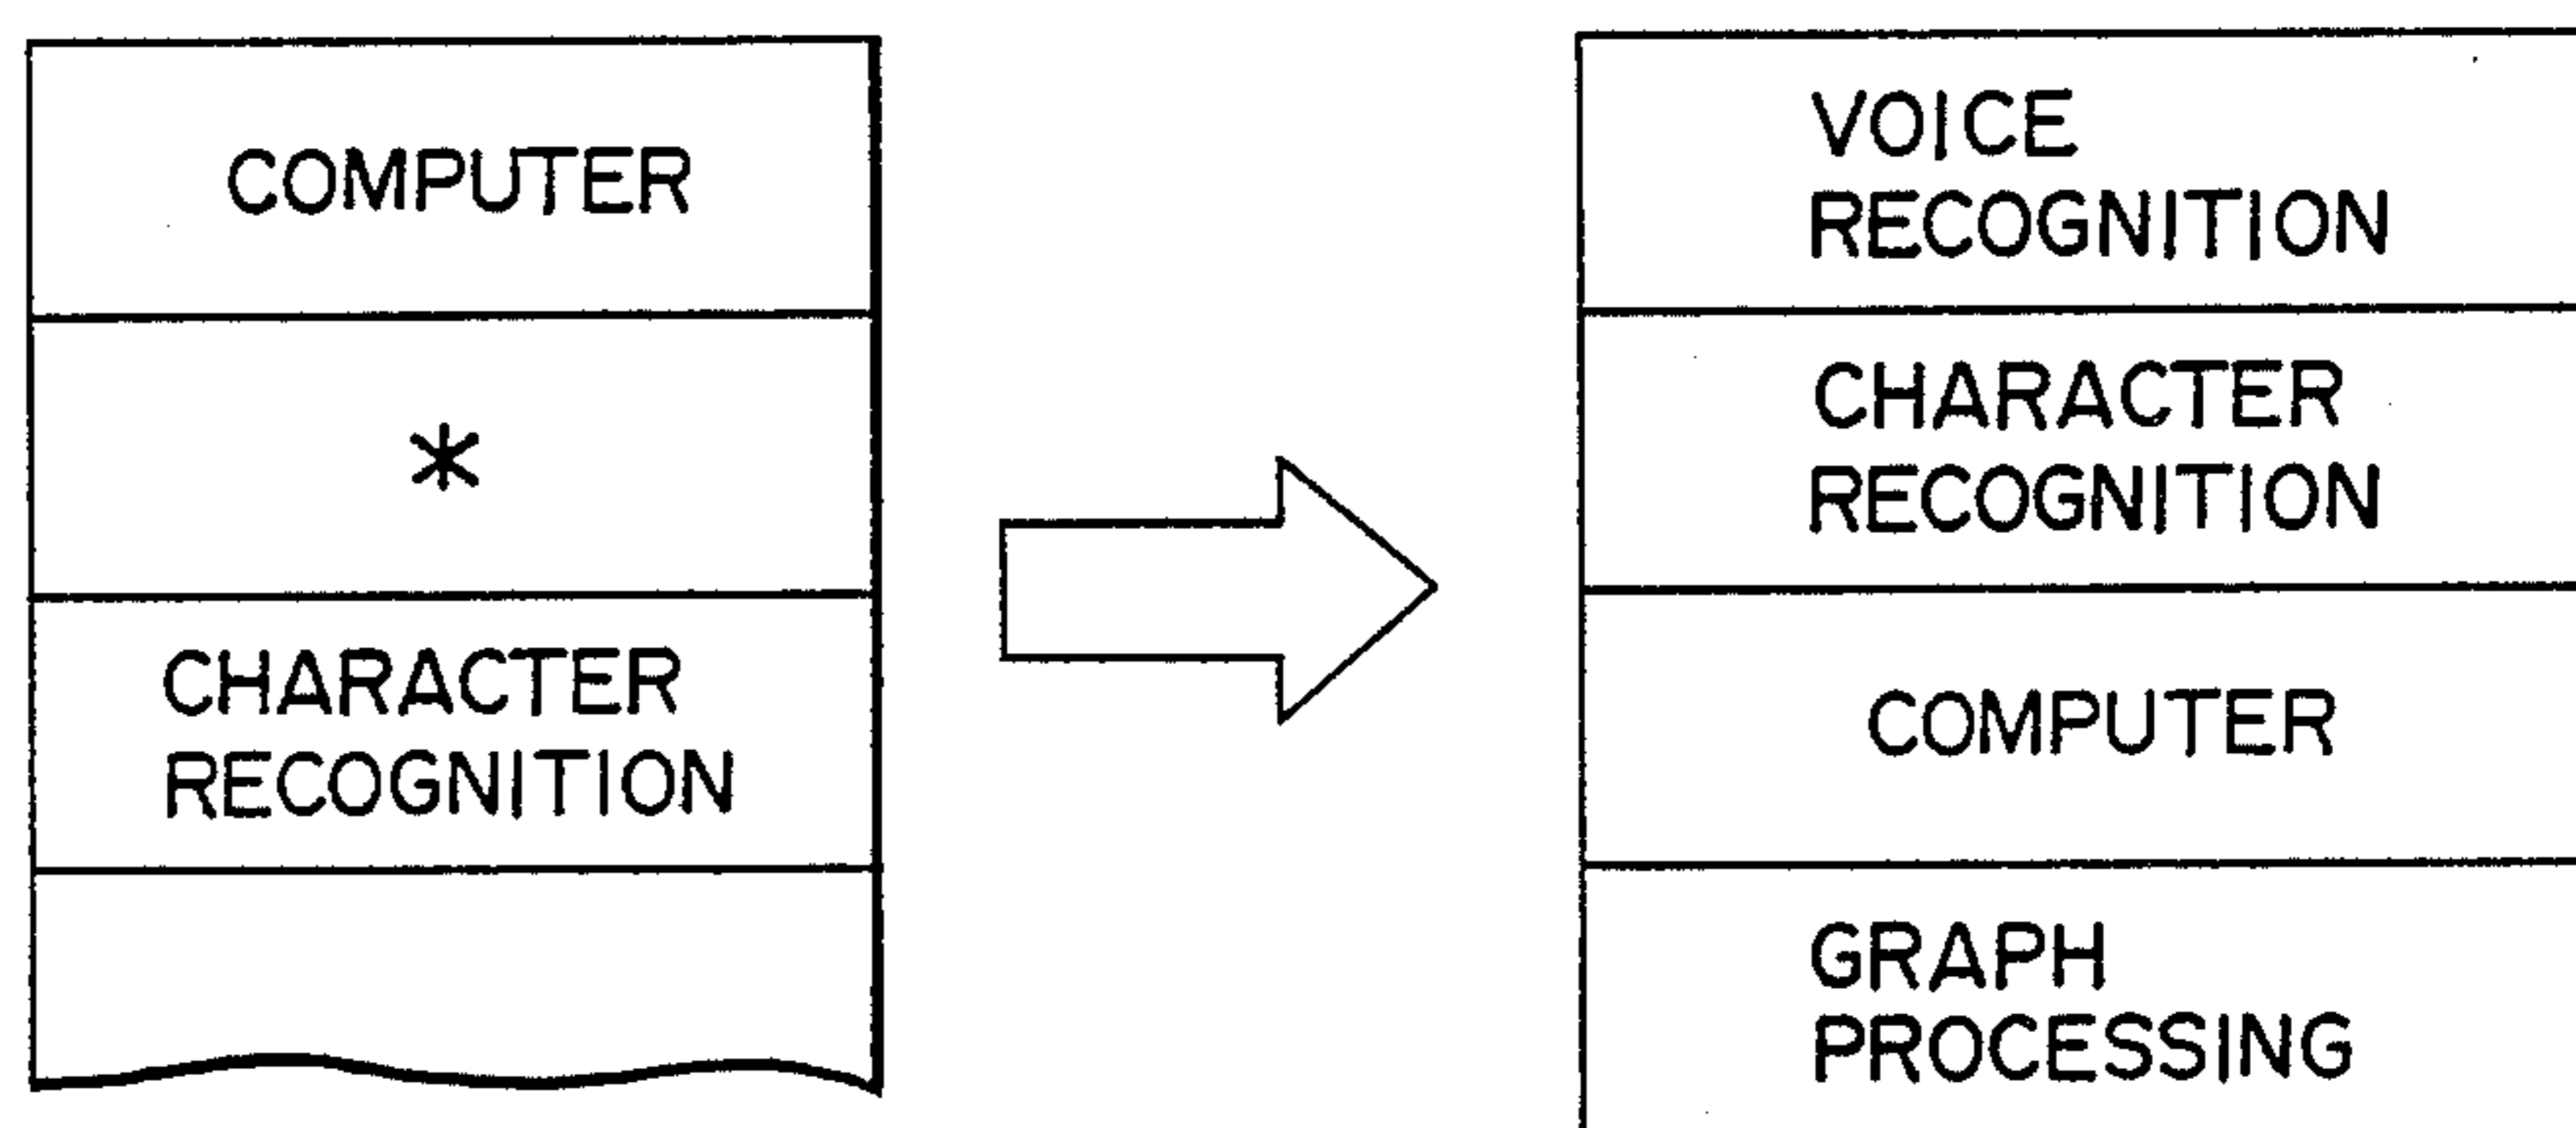 COMPUTER
*
CHARACTER
RECOGNITION
VOICE
RECOGNITION
CHARACTER
RECOGNITION
COMPUTER
GRAPH
PROCESSING